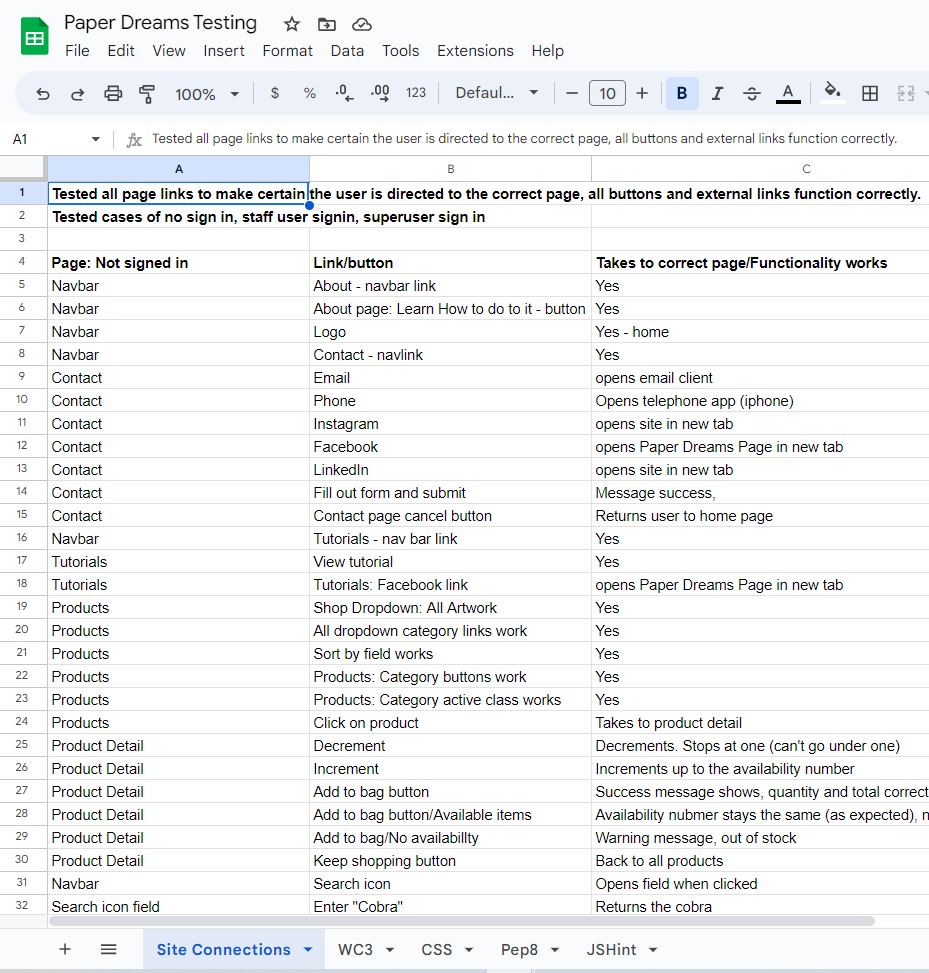 Paper Dreams Testing
File Edit View Insert Format Data Tools Extensions Help
100% $ % .0 .00 123 Defaul... − 10 + B I S A
A1 fx Tested all page links to make certain the user is directed to the correct page, all buttons and external links function correctly.
A B C
1 Tested all page links to make certain the user is directed to the correct page, all buttons and external links function correctly.
2 Tested cases of no sign in, staff user signin, superuser sign in
3
4 Page: Not signed in Link/button Takes to correct page/Functionality works
5 Navbar About - navbar link Yes
6 Navbar About page: Learn How to do to it - button Yes
7 Navbar Logo Yes - home
8 Navbar Contact - navlink Yes
9 Contact Email opens email client
10 Contact Phone Opens telephone app (iphone)
11 Contact Instagram opens site in new tab
12 Contact Facebook opens Paper Dreams Page in new tab
13 Contact LinkedIn opens site in new tab
14 Contact Fill out form and submit Message success,
15 Contact Contact page cancel button Returns user to home page
16 Navbar Tutorials - nav bar link Yes
17 Tutorials View tutorial Yes
18 Tutorials Tutorials: Facebook link opens Paper Dreams Page in new tab
19 Products Shop Dropdown: All Artwork Yes
20 Products All dropdown category links work Yes
21 Products Sort by field works Yes
22 Products Products: Category buttons work Yes
23 Products Products: Category active class works Yes
24 Products Click on product Takes to product detail
25 Product Detail Decrement Decrements. Stops at one (can't go under one)
26 Product Detail Increment Increments up to the availability number
27 Product Detail Add to bag button Success message shows, quantity and total correct
28 Product Detail Add to bag button/Available items Availability nubmer stays the same (as expected), n
29 Product Detail Add to bag/No availabillty Warning message, out of stock
30 Product Detail Keep shopping button Back to all products
31 Navbar Search icon Opens field when clicked
32 Search icon field Enter "Cobra" Returns the cobra
+ Site Connections WC3 CSS Pep8 JSHint